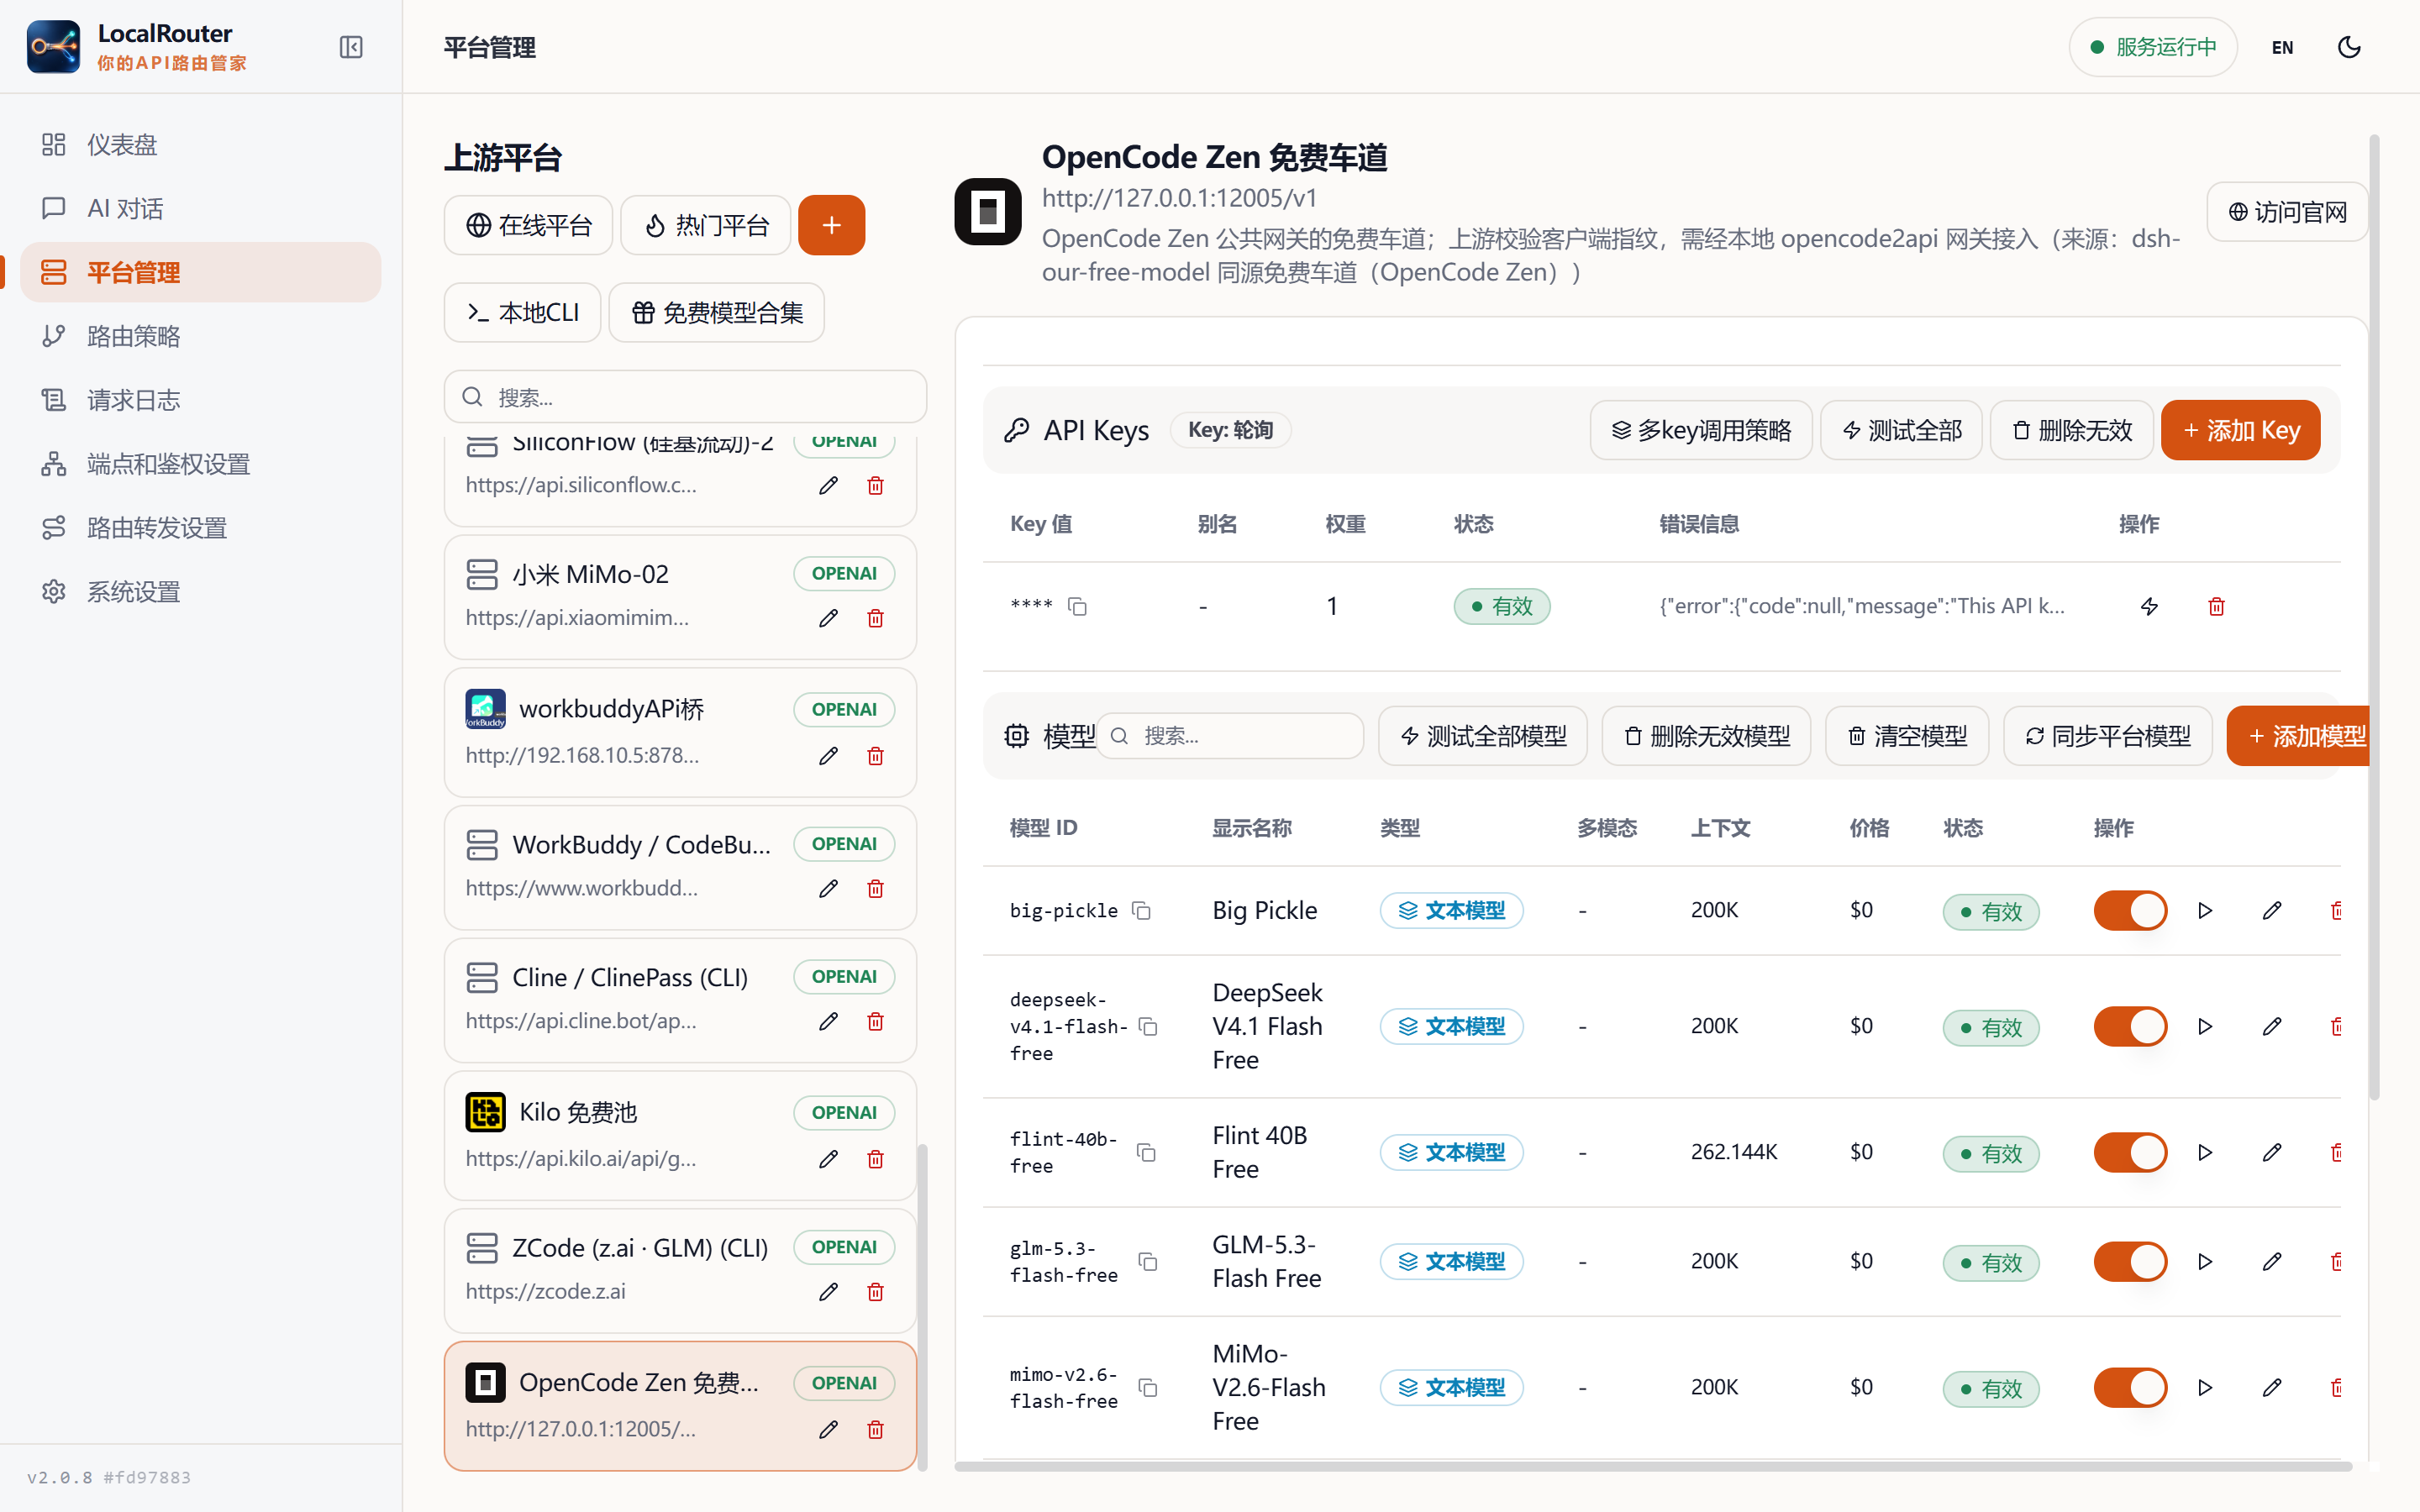 LocalRouter
你的API路由管家
仪表盘
AI 对话
平台管理
路由策略
请求日志
端点和鉴权设置
路由转发设置
系统设置
v2.0.8 #fd97883
平台管理
服务运行中
EN
上游平台
在线平台
热门平台
+
本地CLI
免费模型合集
搜索...
SiliconFlow (硅基流动)-2
OPENAI
https://api.siliconflow.c...
小米 MiMo-02
OPENAI
https://api.xiaomimim...
workbuddyAPi桥
OPENAI
http://192.168.10.5:878...
WorkBuddy / CodeBu...
OPENAI
https://www.workbudd...
Cline / ClinePass (CLI)
OPENAI
https://api.cline.bot/ap...
Kilo 免费池
OPENAI
https://api.kilo.ai/api/g...
ZCode (z.ai · GLM) (CLI)
OPENAI
https://zcode.z.ai
OpenCode Zen 免费...
OPENAI
http://127.0.0.1:12005/...
OpenCode Zen 免费车道
http://127.0.0.1:12005/v1
OpenCode Zen 公共网关的免费车道；上游校验客户端指纹，需经本地 opencode2api 网关接入（来源：dsh-
our-free-model 同源免费车道（OpenCode Zen））
访问官网
API Keys
Key: 轮询
多key调用策略
测试全部
删除无效
+ 添加 Key
Key 值 别名 权重 状态 错误信息 操作
**** - 1 有效 {"error":{"code":null,"message":"This API k...
模型
搜索...
测试全部模型
删除无效模型
清空模型
同步平台模型
+ 添加模型
模型 ID 显示名称 类型 多模态 上下文 价格 状态 操作
big-pickle Big Pickle 文本模型 - 200K $0 有效
deepseek-
v4.1-flash-
free
DeepSeek
V4.1 Flash
Free
文本模型 - 200K $0 有效
flint-40b-
free
Flint 40B
Free
文本模型 - 262.144K $0 有效
glm-5.3-
flash-free
GLM-5.3-
Flash Free
文本模型 - 200K $0 有效
mimo-v2.6-
flash-free
MiMo-
V2.6-Flash
Free
文本模型 - 200K $0 有效